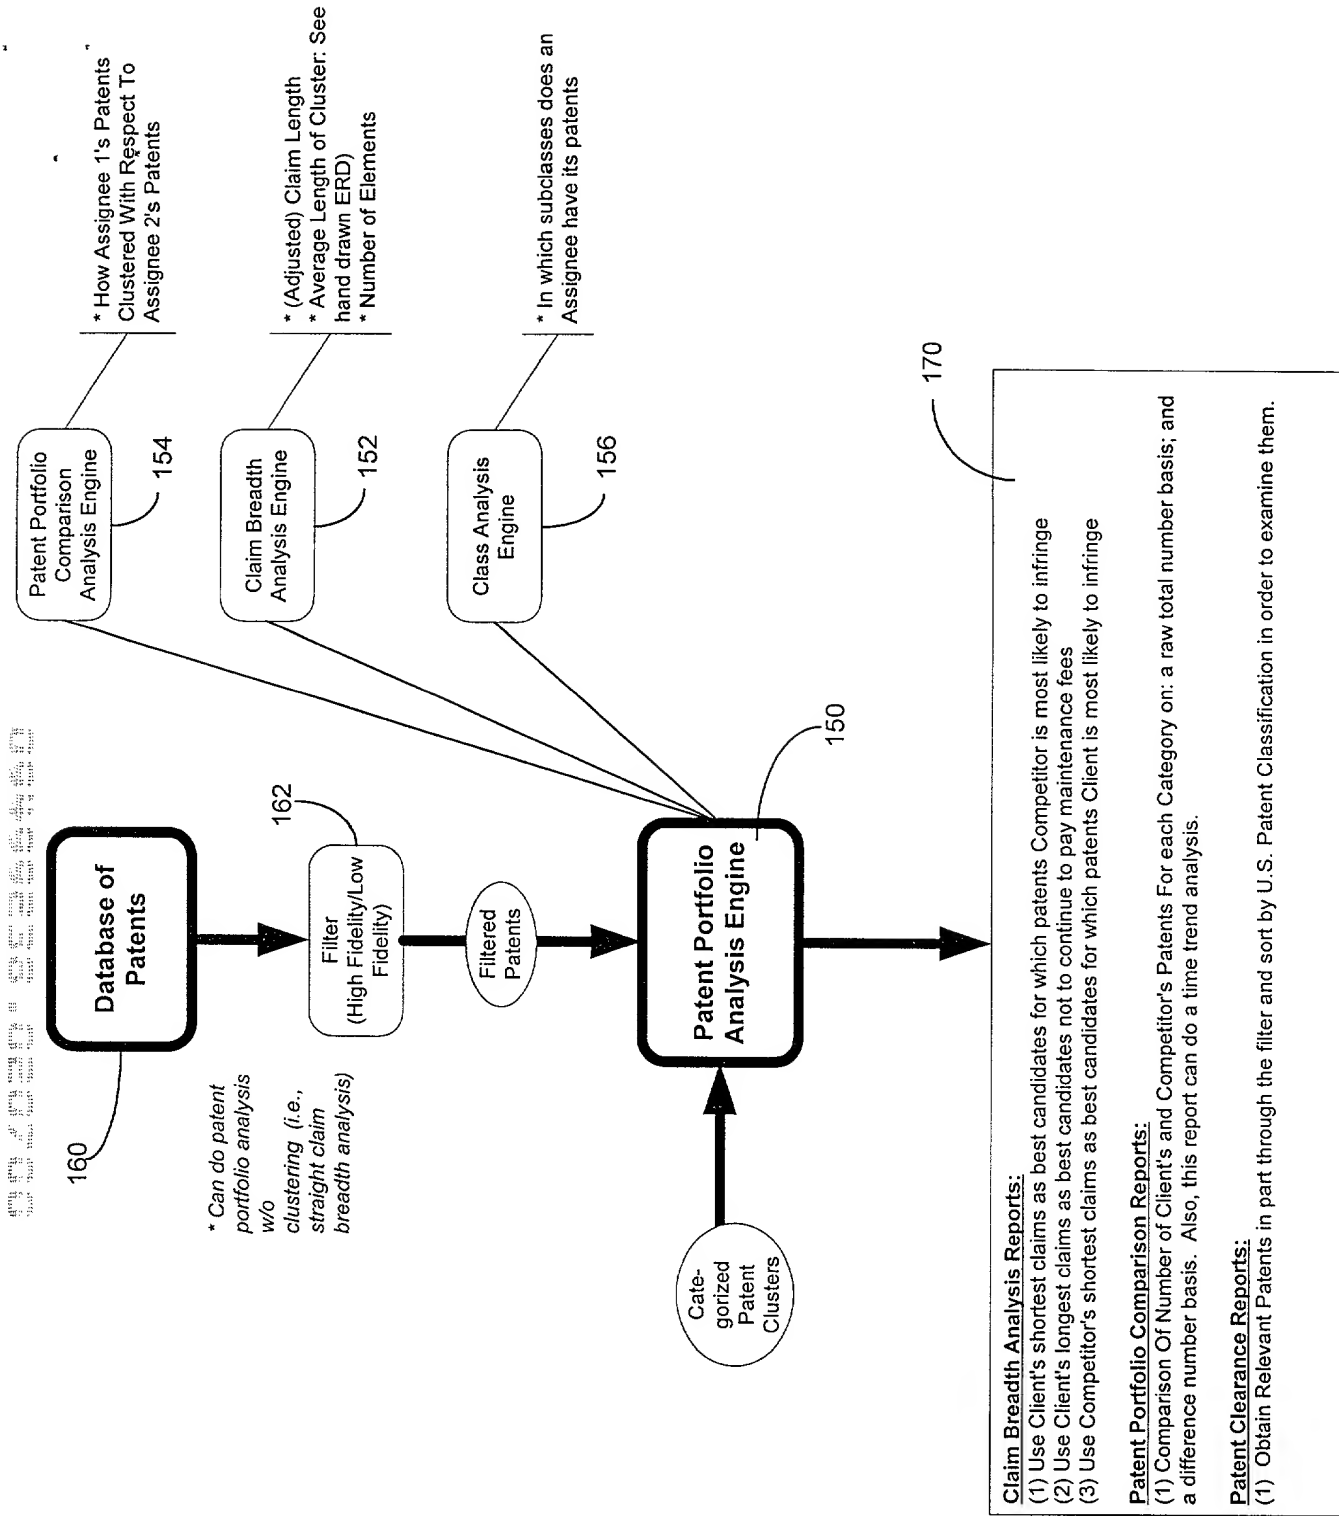 Database of
Patents
160
* Can do patent
portfolio analysis
w/o
clustering (i.e.,
straight claim
breadth analysis)
Filter
(High Fidelity/Low
Fidelity)
162
Filtered
Patents
Cate-
gorized
Patent
Clusters
Patent Portfolio
Analysis Engine
150
Patent Portfolio
Comparison
Analysis Engine
154
* How Assignee 1's Patents
Clustered With Respect To
Assignee 2's Patents
Claim Breadth
Analysis Engine
152
* (Adjusted) Claim Length
* Average Length of Cluster: See
hand drawn ERD)
* Number of Elements
Class Analysis
Engine
156
* In which subclasses does an
Assignee have its patents
170
Claim Breadth Analysis Reports:
(1) Use Client's shortest claims as best candidates for which patents Competitor is most likely to infringe
(2) Use Client's longest claims as best candidates not to continue to pay maintenance fees
(3) Use Competitor's shortest claims as best candidates for which patents Client is most likely to infringe
Patent Portfolio Comparison Reports:
(1) Comparison Of Number of Client's and Competitor's Patents For each Category on: a raw total number basis; and
a difference number basis. Also, this report can do a time trend analysis.
Patent Clearance Reports:
(1) Obtain Relevant Patents in part through the filter and sort by U.S. Patent Classification in order to examine them.